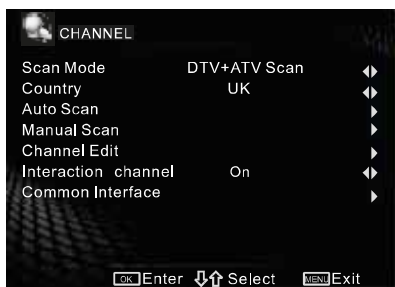 CHANNEL
Scan Mode DTV+ATV Scan
Country UK
Auto Scan
Manual Scan
Channel Edit
Interaction channel On
Common Interface
OK Enter Select MENU Exit